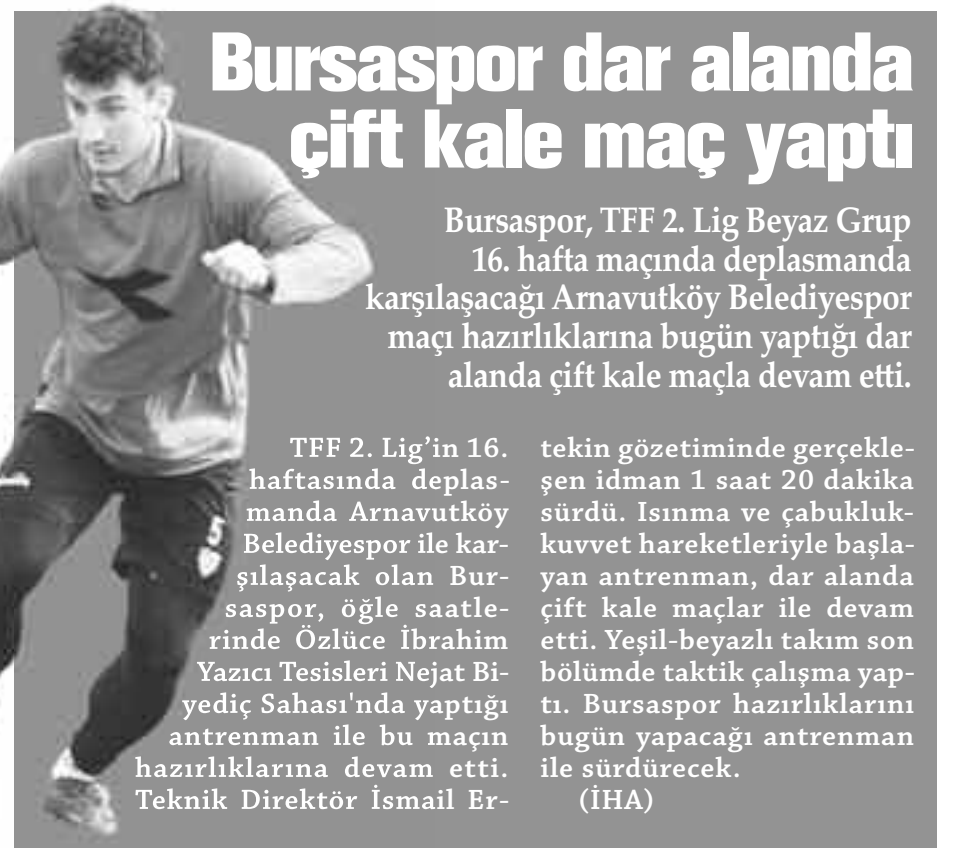 Bursaspor dar alanda
çift kale maç yaptı
Bursaspor, TFF 2. Lig Beyaz Grup
16. hafta maçında deplasmanda
karşılaşacağı Arnavutköy Belediyespor
maçı hazırlıklarına bugün yaptığı dar
alanda çift kale maçla devam etti.
TFF 2. Lig’in 16.
haftasında deplas-
manda Arnavutköy
Belediyespor ile kar-
şılaşacak olan Bur-
saspor, öğle saatle-
rinde Özlüce İbrahim
Yazıcı Tesisleri Nejat Bi-
yediç Sahası'nda yaptığı
antrenman ile bu maçın
hazırlıklarına devam etti.
Teknik Direktör İsmail Er-
tekin gözetiminde gerçekle-
şen idman 1 saat 20 dakika
sürdü. Isınma ve çabukluk-
kuvvet hareketleriyle başla-
yan antrenman, dar alanda
çift kale maçlar ile devam
etti. Yeşil-beyazlı takım son
bölümde taktik çalışma yap-
tı. Bursaspor hazırlıklarını
bugün yapacağı antrenman
ile sürdürecek.
(İHA)
5